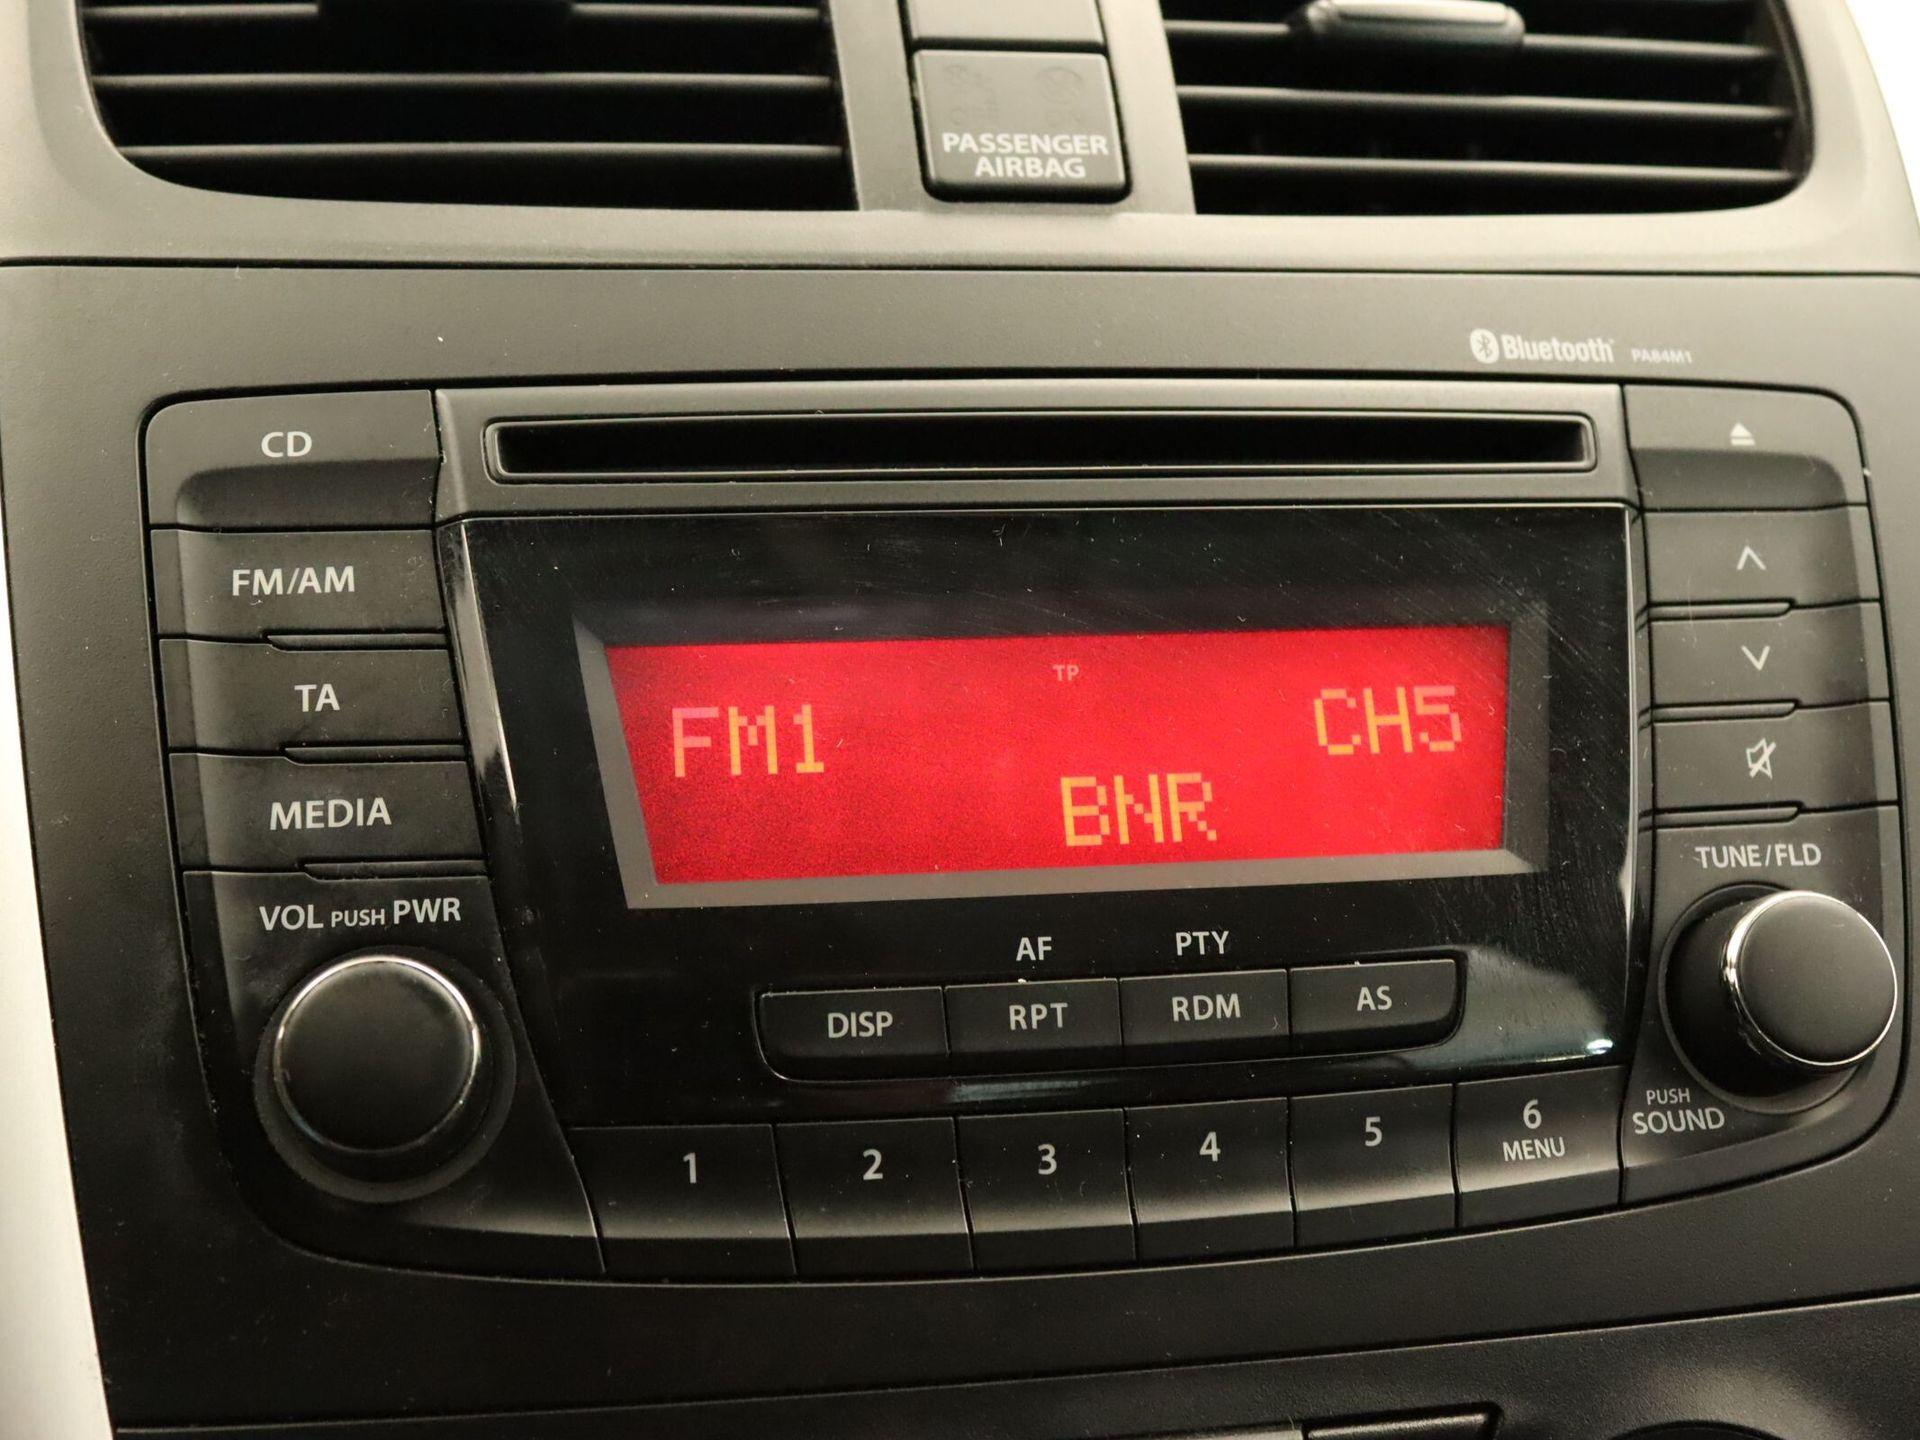 PASSENGER
AIRBAG
Bluetooth PA84M1
CD
FM/AM
TA
MEDIA
VOL PUSH PWR
TP
FM1
CH5
BNR
TUNE/FLD
AF
PTY
DISP
RPT
RDM
AS
PUSH
SOUND
1
2
3
4
5
6
MENU